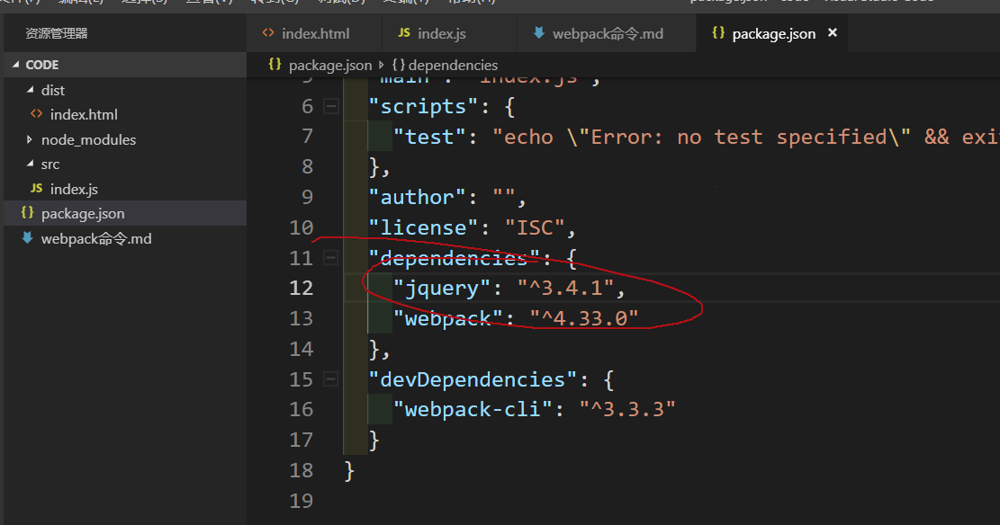 资源管理器
index.html
JS index.js
webpack命令.md
{} package.json ×
CODE
{} package.json {} dependencies
dist
index.html
node_modules
src
JS index.js
{} package.json
webpack命令.md
5 "main": "index.js",
6 "scripts": {
7 "test": "echo \"Error: no test specified\" && exi
8 },
9 "author": "",
10 "license": "ISC",
11 "dependencies": {
12 "jquery": "^3.4.1",
13 "webpack": "^4.33.0"
14 },
15 "devDependencies": {
16 "webpack-cli": "^3.3.3"
17 }
18 }
19